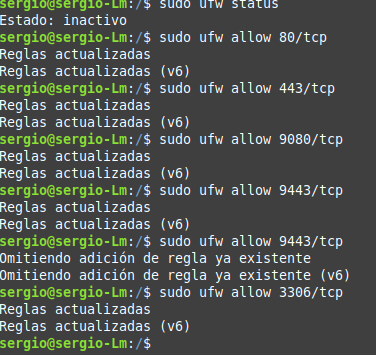 sergio@sergio-Lm:/$ sudo ufw status
Estado: inactivo
sergio@sergio-Lm:/$ sudo ufw allow 80/tcp
Reglas actualizadas
Reglas actualizadas (v6)
sergio@sergio-Lm:/$ sudo ufw allow 443/tcp
Reglas actualizadas
Reglas actualizadas (v6)
sergio@sergio-Lm:/$ sudo ufw allow 9080/tcp
Reglas actualizadas
Reglas actualizadas (v6)
sergio@sergio-Lm:/$ sudo ufw allow 9443/tcp
Reglas actualizadas
Reglas actualizadas (v6)
sergio@sergio-Lm:/$ sudo ufw allow 9443/tcp
Omitiendo adición de regla ya existente
Omitiendo adición de regla ya existente (v6)
sergio@sergio-Lm:/$ sudo ufw allow 3306/tcp
Reglas actualizadas
Reglas actualizadas (v6)
sergio@sergio-Lm:/$